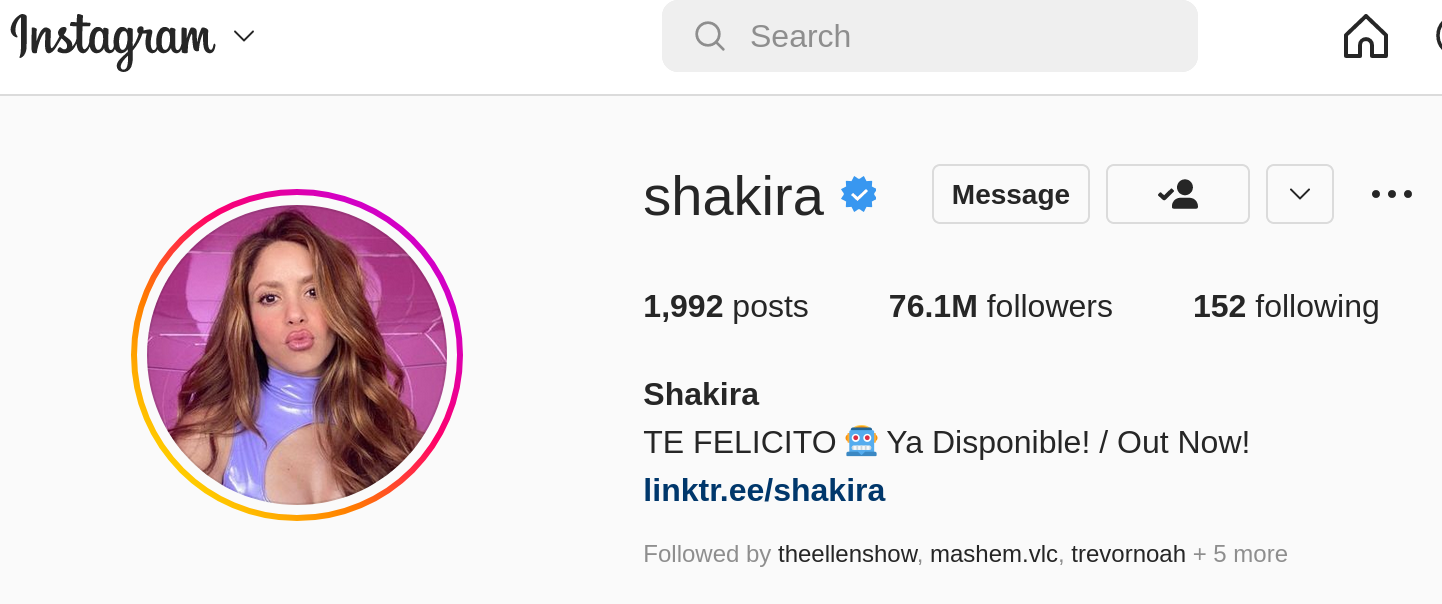 Instagram
Search
shakira
Message
1,992 posts 76.1M followers 152 following
Shakira
TE FELICITO 🤖 Ya Disponible! / Out Now!
linktr.ee/shakira
Followed by theellenshow, mashem.vlc, trevornoah + 5 more